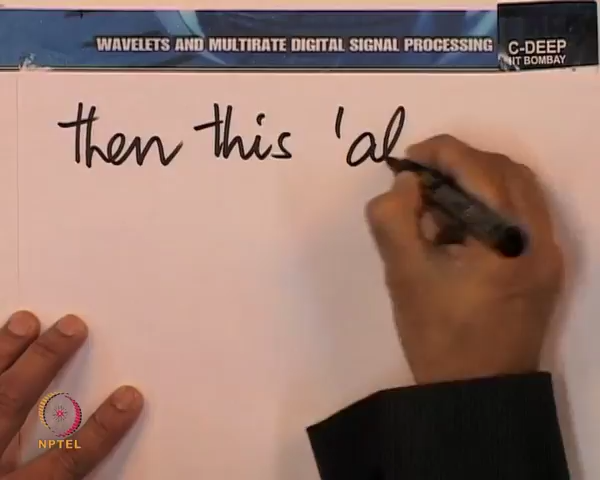 WAVELETS AND MULTIRATE DIGITAL SIGNAL PROCESSING
C-DEEP
IIT BOMBAY
then this 'al
NPTEL